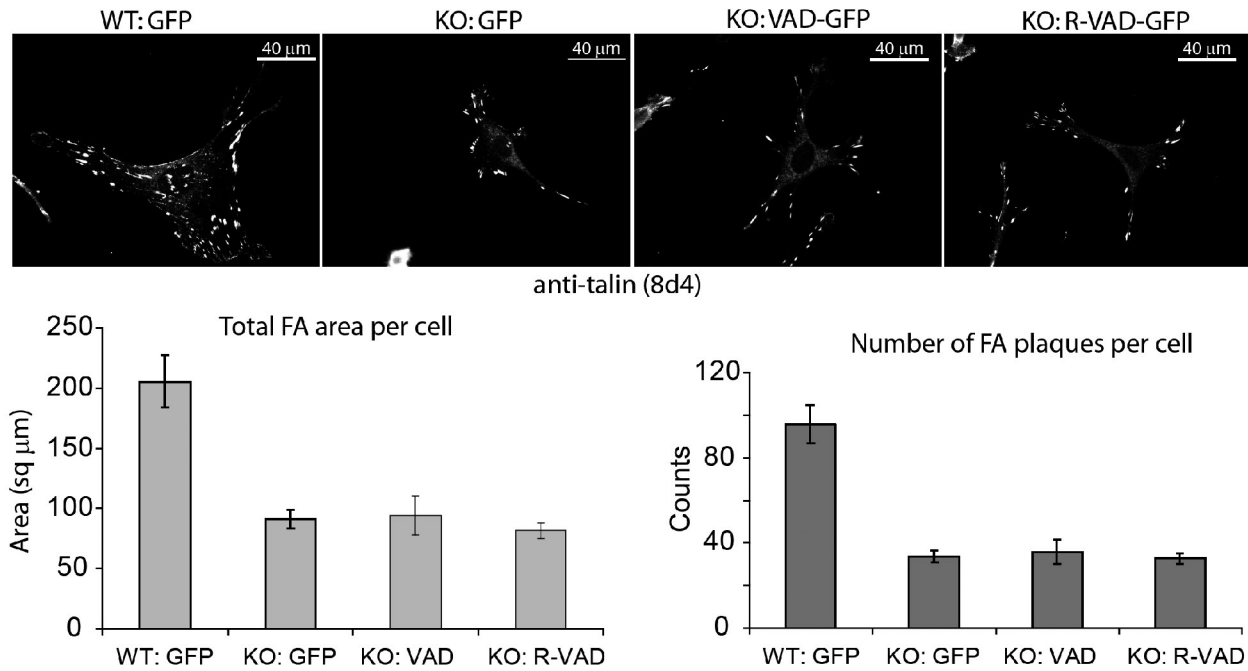 WT: GFP KO: GFP KO: VAD-GFP KO: R-VAD-GFP
40 μm 40 μm 40 μm 40 μm
anti-talin (8d4)
Total FA area per cell
250
200
150
100
50
0
Area (sq μm)
WT: GFP KO: GFP KO: VAD KO: R-VAD
Number of FA plaques per cell
120
80
40
0
Counts
WT: GFP KO: GFP KO: VAD KO: R-VAD